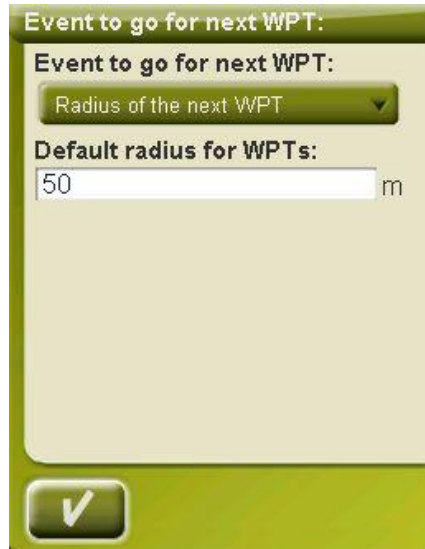 Event to go for next WPT:
Event to go for next WPT:
Radius of the next WPT
Default radius for WPTs:
50 m